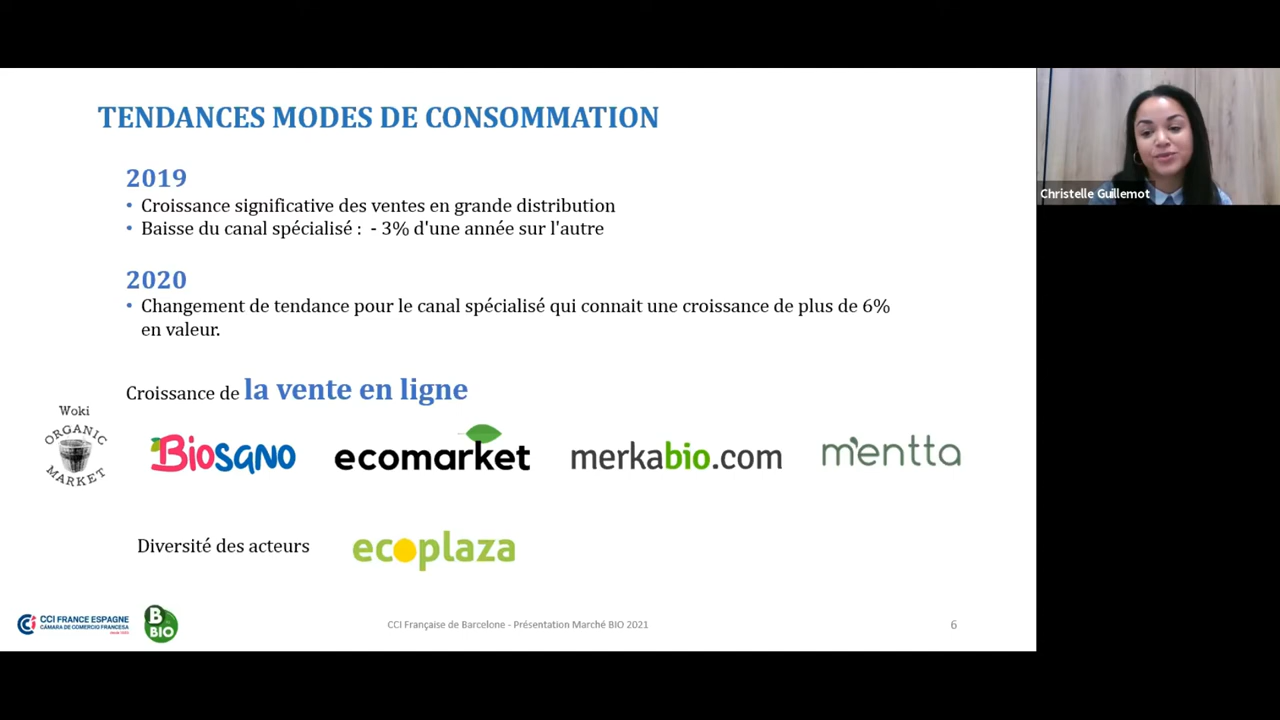 TENDANCES MODES DE CONSOMMATION
2019
• Croissance significative des ventes en grande distribution
• Baisse du canal spécialisé : - 3% d'une année sur l'autre
2020
• Changement de tendance pour le canal spécialisé qui connait une croissance de plus de 6%
en valeur.
Croissance de la vente en ligne
Woki
ORGANIC
MARKET
Biosano
ecomarket
merkabio.com
m'entta
Diversité des acteurs
ecoplaza
CCI FRANCE ESPAGNE
CÁMARA DE COMERCIO FRANCESA
B
BIO
CCI Française de Barcelone - Présentation Marché BIO 2021
6
Christelle Guillemot